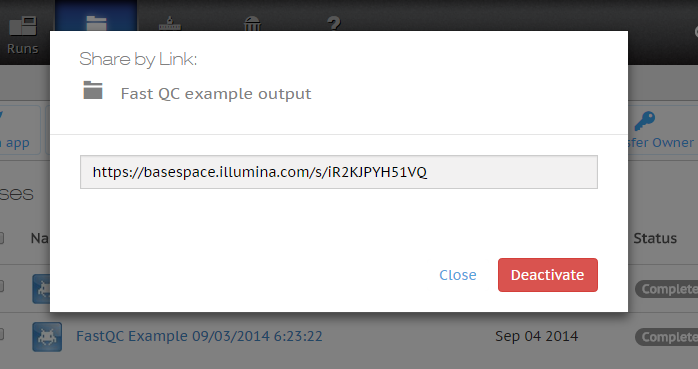 Runs
?
Share by Link:
Fast QC example output
app
sfer Owner
https://basespace.illumina.com/s/iR2KJPYH51VQ
ses
Na
Status
Close
Deactivate
Complete
FastQC Example 09/03/2014 6:23:22
Sep 04 2014
Complete